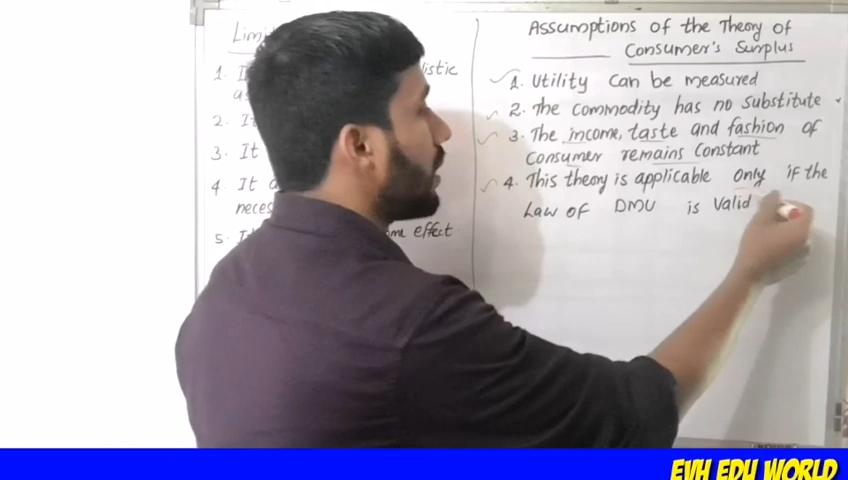 Assumptions of the Theory of
Consumer's Surplus
1. Utility can be measured
2. The commodity has no substitute
3. The income, taste and fashion of
consumer remains constant
4. This theory is applicable only if the
Law of DMU is valid
1.
2. It
3. It
4. It
5.
effect
EVH EDU WORLD